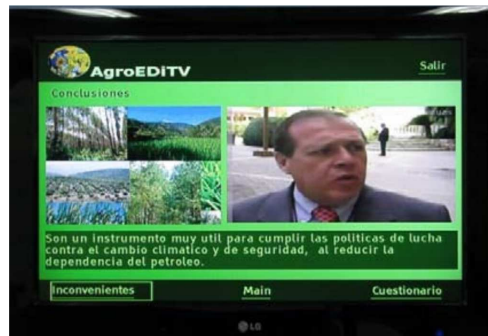 AgroEDiTV
Salir
Conclusiones
Son un instrumento muy util para cumplir las politicas de lucha
contra el cambio climatico y de seguridad, al reducir la
dependencia del petroleo.
Inconvenientes
Main
Cuestionario
LG